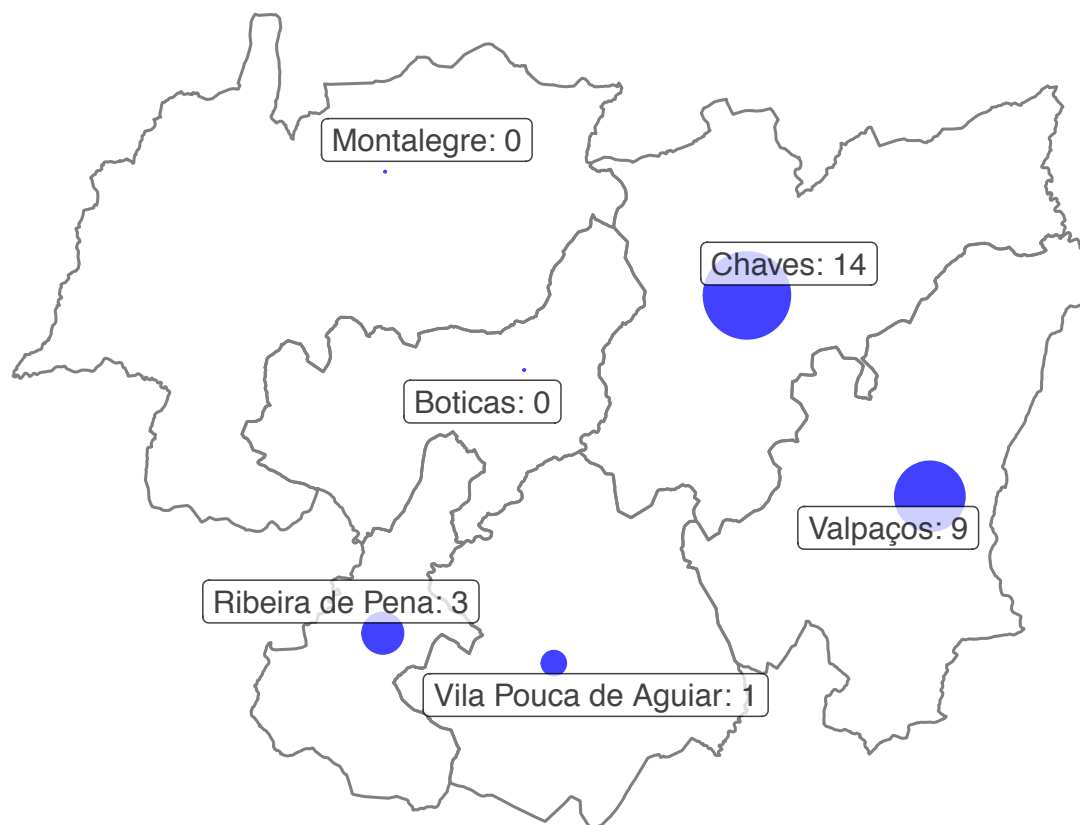 Montalegre: 0
Chaves: 14
Boticas: 0
Valpaços: 9
Ribeira de Pena: 3
Vila Pouca de Aguiar: 1